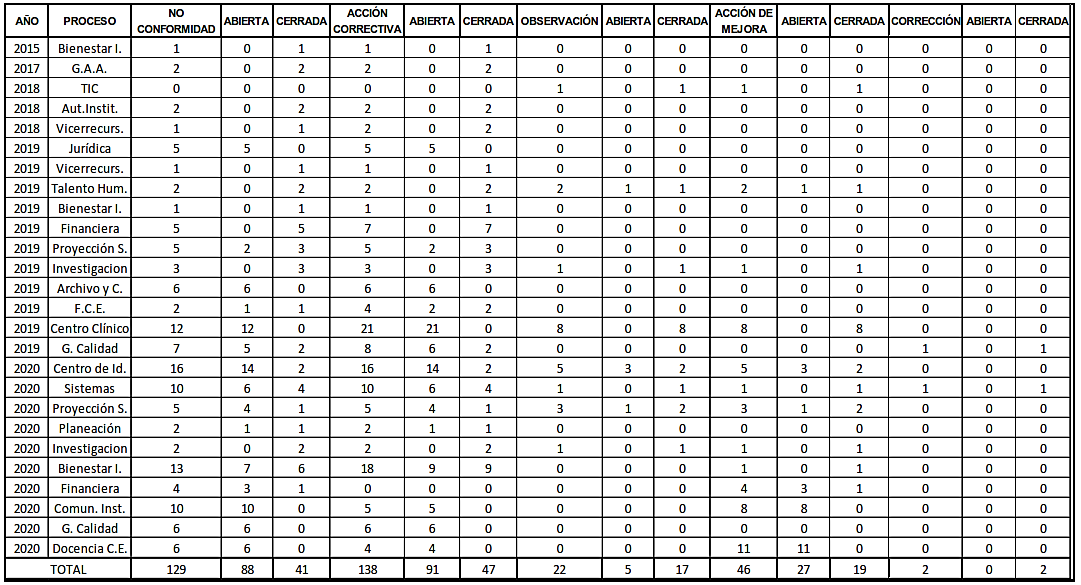 AÑO PROCESO NO CONFORMIDAD ABIERTA CERRADA ACCIÓN CORRECTIVA ABIERTA CERRADA OBSERVACIÓN ABIERTA CERRADA ACCIÓN DE MEJORA ABIERTA CERRADA CORRECCIÓN ABIERTA CERRADA
2015 Bienestar I. 1 0 1 1 0 1 0 0 0 0 0 0 0 0 0
2017 G.A.A. 2 0 2 2 0 2 0 0 0 0 0 0 0 0 0
2018 TIC 0 0 0 0 0 0 1 0 1 1 0 1 0 0 0
2018 Aut.Instit. 2 0 2 2 0 2 0 0 0 0 0 0 0 0 0
2018 Vicerrecurs. 1 0 1 2 0 2 0 0 0 0 0 0 0 0 0
2019 Jurídica 5 5 0 5 5 0 0 0 0 0 0 0 0 0 0
2019 Vicerrecurs. 1 0 1 1 0 1 0 0 0 0 0 0 0 0 0
2019 Talento Hum. 2 0 2 2 0 2 2 1 1 2 1 1 0 0 0
2019 Bienestar I. 1 0 1 1 0 1 0 0 0 0 0 0 0 0 0
2019 Financiera 5 0 5 7 0 7 0 0 0 0 0 0 0 0 0
2019 Proyección S. 5 2 3 5 2 3 0 0 0 0 0 0 0 0 0
2019 Investigacion 3 0 3 3 0 3 1 0 1 1 0 1 0 0 0
2019 Archivo y C. 6 6 0 6 6 0 0 0 0 0 0 0 0 0 0
2019 F.C.E. 2 1 1 4 2 2 0 0 0 0 0 0 0 0 0
2019 Centro Clínico 12 12 0 21 21 0 8 0 8 8 0 8 0 0 0
2019 G. Calidad 7 5 2 8 6 2 0 0 0 0 0 0 1 0 1
2020 Centro de Id. 16 14 2 16 14 2 5 3 2 5 3 2 0 0 0
2020 Sistemas 10 6 4 10 6 4 1 0 1 1 0 1 1 0 1
2020 Proyección S. 5 4 1 5 4 1 3 1 2 3 1 2 0 0 0
2020 Planeación 2 1 1 2 1 1 0 0 0 0 0 0 0 0 0
2020 Investigacion 2 0 2 2 0 2 1 0 1 1 0 1 0 0 0
2020 Bienestar I. 13 7 6 18 9 9 0 0 0 1 0 1 0 0 0
2020 Financiera 4 3 1 0 0 0 0 0 0 4 3 1 0 0 0
2020 Comun. Inst. 10 10 0 5 5 0 0 0 0 8 8 0 0 0 0
2020 G. Calidad 6 6 0 6 6 0 0 0 0 0 0 0 0 0 0
2020 Docencia C.E. 6 6 0 4 4 0 0 0 0 11 11 0 0 0 0
TOTAL 129 88 41 138 91 47 22 5 17 46 27 19 2 0 2